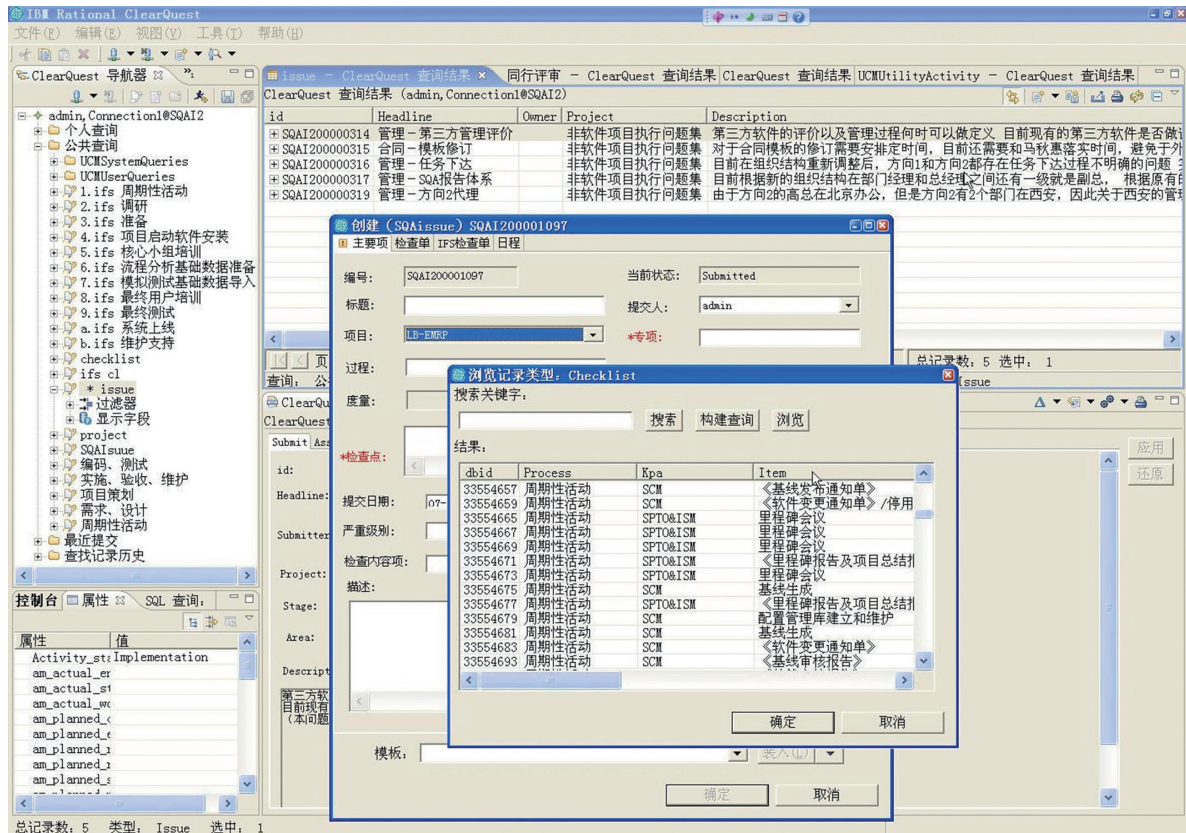 IBM Rational ClearQuest
文件(F) 编辑(E) 视图(V) 工具(T) 帮助(H)
ClearQuest 导航器
admin, Connection1@SQAI2
个人查询
公共查询
UCMSystemQueries
UCMUserQueries
1.ifs 周期性活动
2.ifs 调研
3.ifs 准备
4.ifs 项目启动软件安装
5.ifs 核心小组培训
6.ifs 流程分析基础数据准备
7.ifs 模拟测试基础数据导入
8.ifs 最终用户培训
9.ifs 最终测试
a.ifs 系统上线
b.ifs 维护支持
checklist
ifs cl
* issue
过滤器
显示字段
project
SQAIsuue
编码、测试
实施、验收、维护
项目策划
需求、设计
周期性活动
最近提交
查找记录历史
控制台 属性 SQL 查询:
属性 值
Activity_sta Implementation
am_actual_er
am_actual_st
am_actual_wo
am_planned_
am_planned_
am_planned_
am_planned_
am_planned_
总记录数: 5 类型: Issue 选中: 1
issue - ClearQuest 查询结果 同行评审 - ClearQuest 查询结果 ClearQuest 查询结果 UCMUtilityActivity - ClearQuest 查询结果
ClearQuest 查询结果 (admin,Connection1@SQAI2)
id Headline Owner Project Description
SQAI200000314 管理－第三方管理评价 非软件项目执行问题集 第三方软件的评价以及管理过程何时可以做定义 目前现有的第三方软件是否做
SQAI200000315 合同－模板修订 非软件项目执行问题集 对于合同模板的修订需要安排定时间，目前还需要和马秋惠落实时间，避免于外
SQAI200000316 管理－任务下达 非软件项目执行问题集 目前在组织结构重新调整后，方向1和方向2都存在任务下达过程不明确的问题
SQAI200000317 管理－SQA报告体系 非软件项目执行问题集 目前根据新的组织结构在部门经理和总经理之间还有一级就是副总， 根据原有
SQAI200000319 管理－方向2代理 非软件项目执行问题集 由于方向2的高总在北京办公，但是方向2有2个部门在西安，因此关于西安的管
页
总记录数: 5 选中: 1
查询: 公
Issue
ClearQu
ClearQuest
Submit Ass
应用
还原
id:
Headline:
Submitter
Project:
Stage:
Area:
Descript
第三方软
目前现有
（本问题
创建 (SQAissue) SQAI200001097
主要项 检查单 IFS检查单 日程
编号: SQAI200001097 当前状态: Submitted
标题: 提交人: admin
项目: LB-EMRP *专项:
过程:
度量:
*检查点:
提交日期: 07-
严重级别:
检查内容项:
描述:
模板: 装入(L)
确定 取消
浏览记录类型: Checklist
搜索关键字:
搜索 构建查询 浏览
结果:
dbid Process Kpa Item
33554657 周期性活动 SCM 《基线发布通知单》
33554659 周期性活动 SCM 《软件变更通知单》/停用
33554665 周期性活动 SPTO&ISM 里程碑会议
33554667 周期性活动 SPTO&ISM 里程碑会议
33554669 周期性活动 SPTO&ISM 里程碑会议
33554671 周期性活动 SPTO&ISM 《里程碑报告及项目总结报
33554673 周期性活动 SPTO&ISM 里程碑会议
33554675 周期性活动 SCM 基线生成
33554677 周期性活动 SPTO&ISM 《里程碑报告及项目总结报
33554679 周期性活动 SCM 配置管理库建立和维护
33554681 周期性活动 SCM 基线生成
33554683 周期性活动 SCM 《软件变更通知单》
33554693 周期性活动 SCM 《基线审核报告》
确定 取消